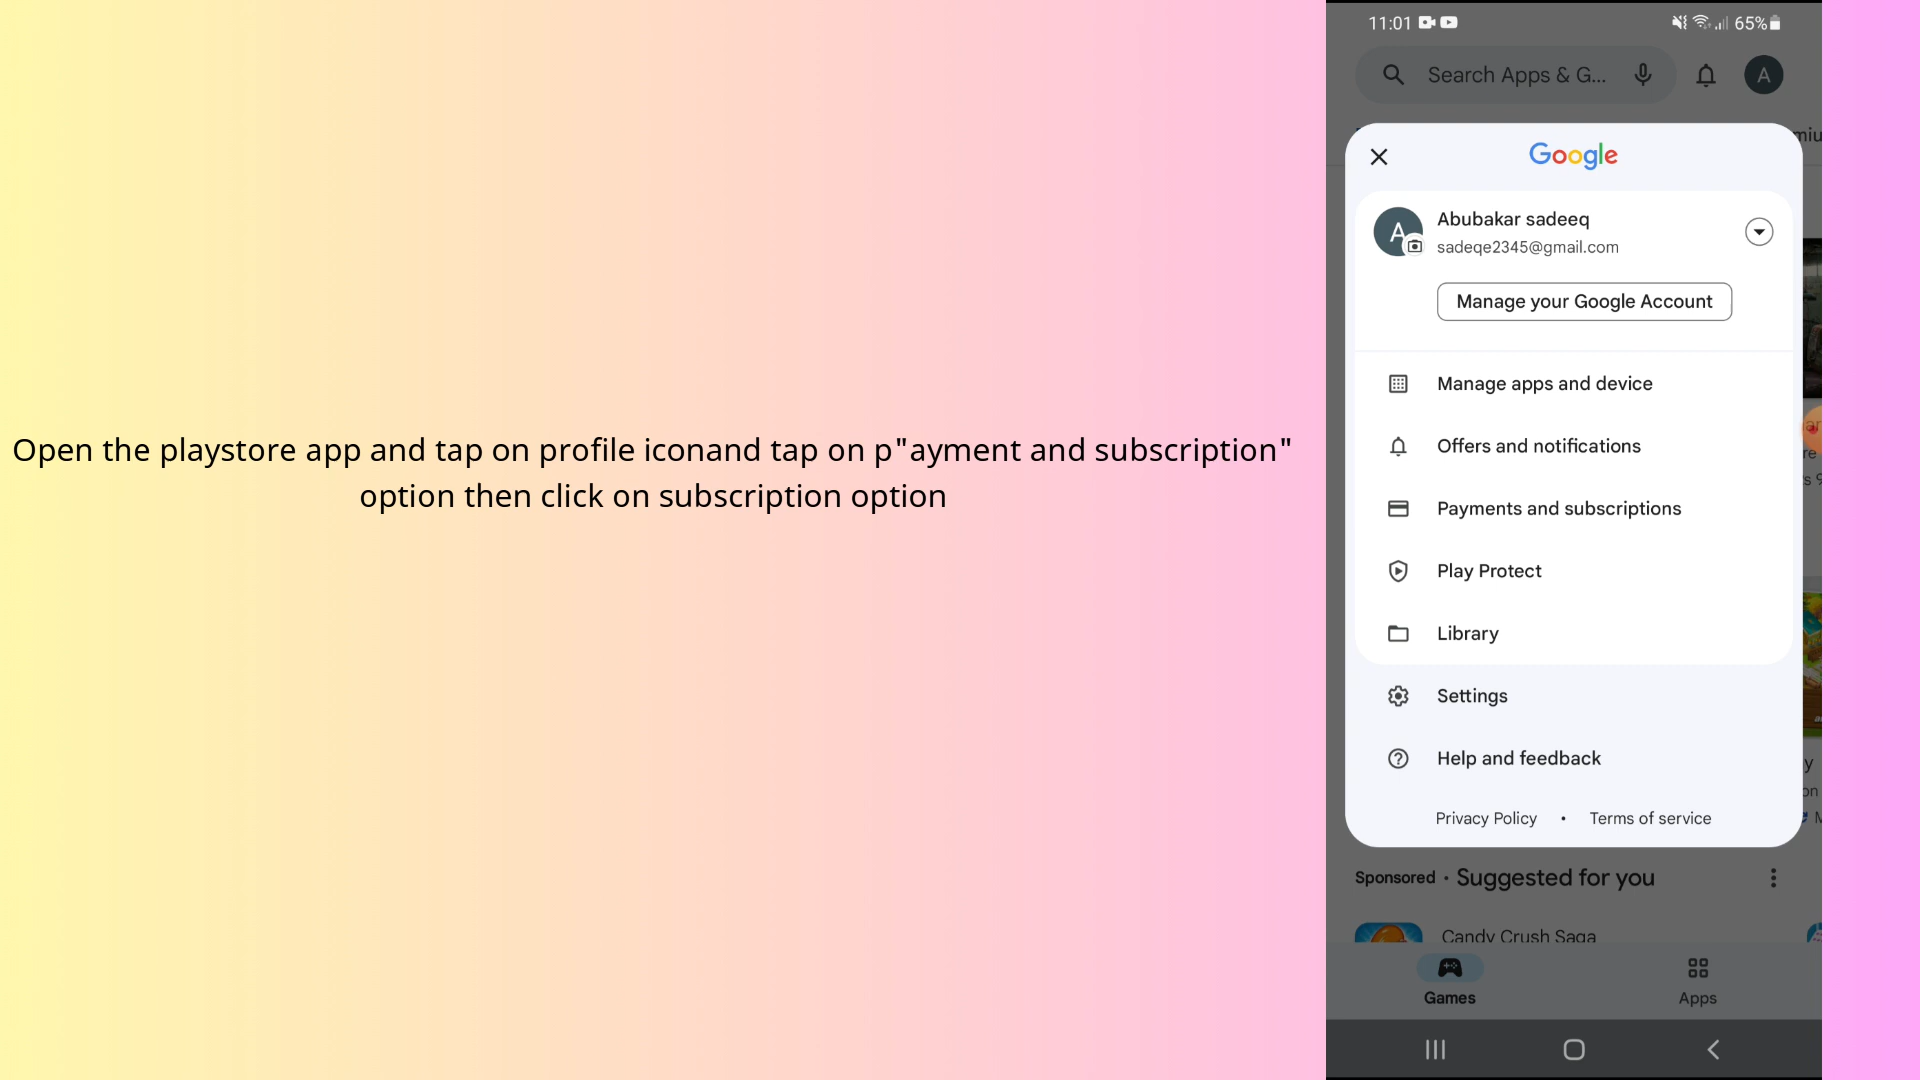 Open the playstore app and tap on profile iconand tap on p"ayment and subscription"
option then click on subscription option
11:01
65%
Search Apps & G...
A
Google
A
Abubakar sadeeq
sadeqe2345@gmail.com
Manage your Google Account
Manage apps and device
Offers and notifications
Payments and subscriptions
Play Protect
Library
Settings
Help and feedback
Privacy Policy • Terms of service
Sponsored • Suggested for you
Candy Crush Saga
Games
Apps